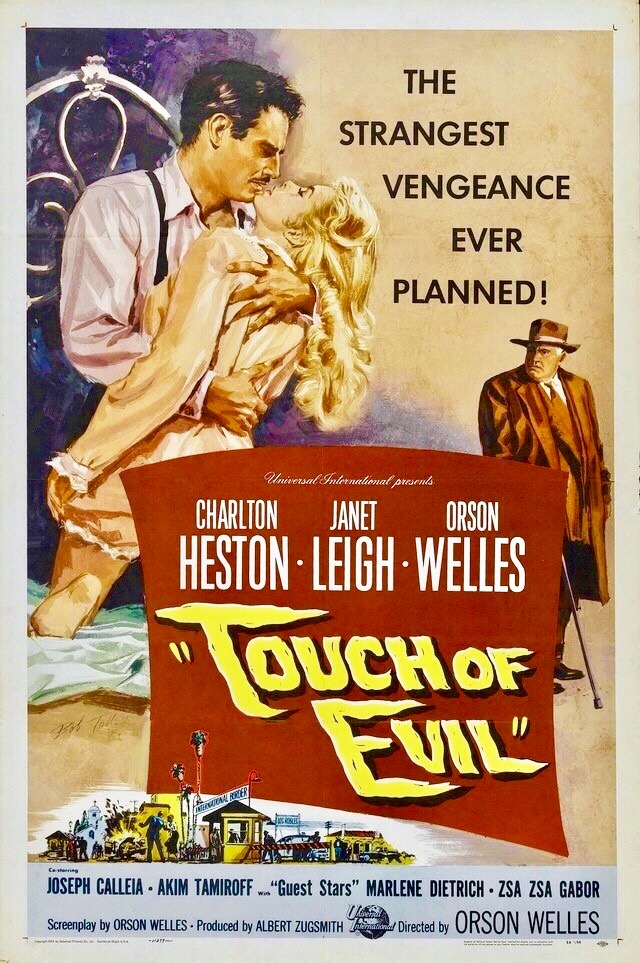 THE
STRANGEST
VENGEANCE
EVER
PLANNED!
Universal International presents
CHARLTON HESTON · JANET LEIGH · ORSON WELLES
"TOUCH OF
EVIL"
INTERNATIONAL BORDER
LOS ROBLES
Co-starring
JOSEPH CALLEIA · AKIM TAMIROFF with "Guest Stars" MARLENE DIETRICH · ZSA ZSA GABOR
Screenplay by ORSON WELLES · Produced by ALBERT ZUGSMITH Universal International Directed by ORSON WELLES